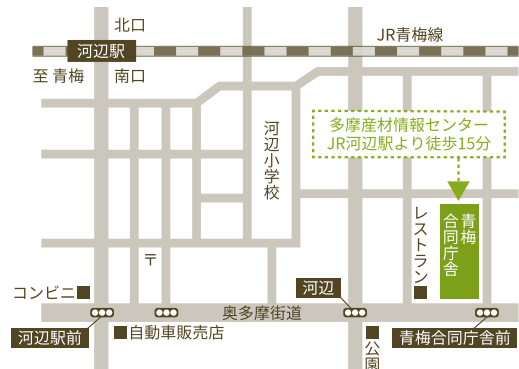 北口
JR青梅線
河辺駅
至 青梅
南口
多摩産材情報センター
JR河辺駅より徒歩15分
河辺小学校
レストラン
青梅
合同庁舎
〒
コンビニ
河辺
奥多摩街道
河辺駅前
自動車販売店
公園
青梅合同庁舎前